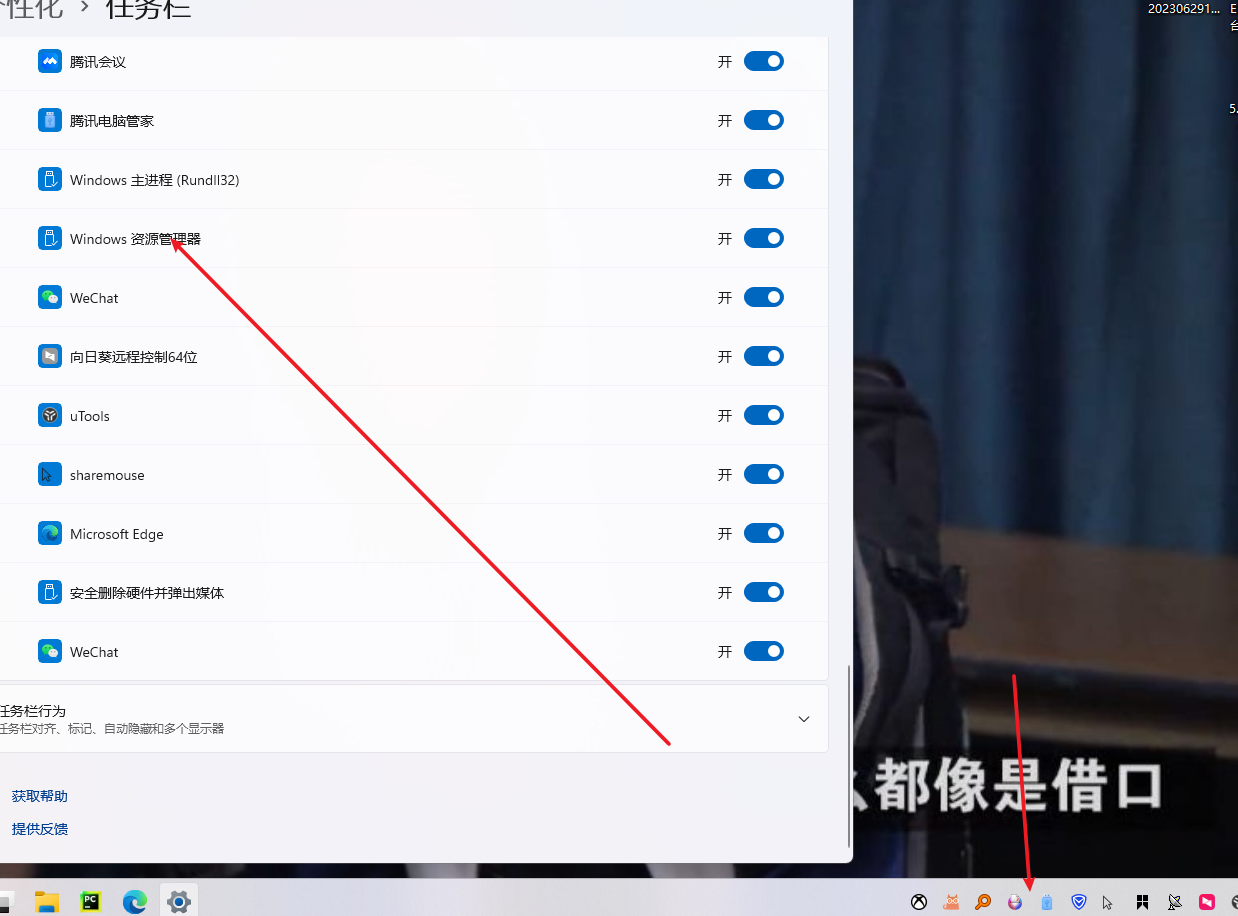 性化 › 任务栏
202306291...
腾讯会议 开
腾讯电脑管家 开
5.
Windows 主进程 (Rundll32) 开
Windows 资源管理器 开
WeChat 开
向日葵远程控制64位 开
uTools 开
sharemouse 开
Microsoft Edge 开
安全删除硬件并弹出媒体 开
WeChat 开
任务栏行为
任务栏对齐、标记、自动隐藏和多个显示器
都像是借口
获取帮助
提供反馈
PC